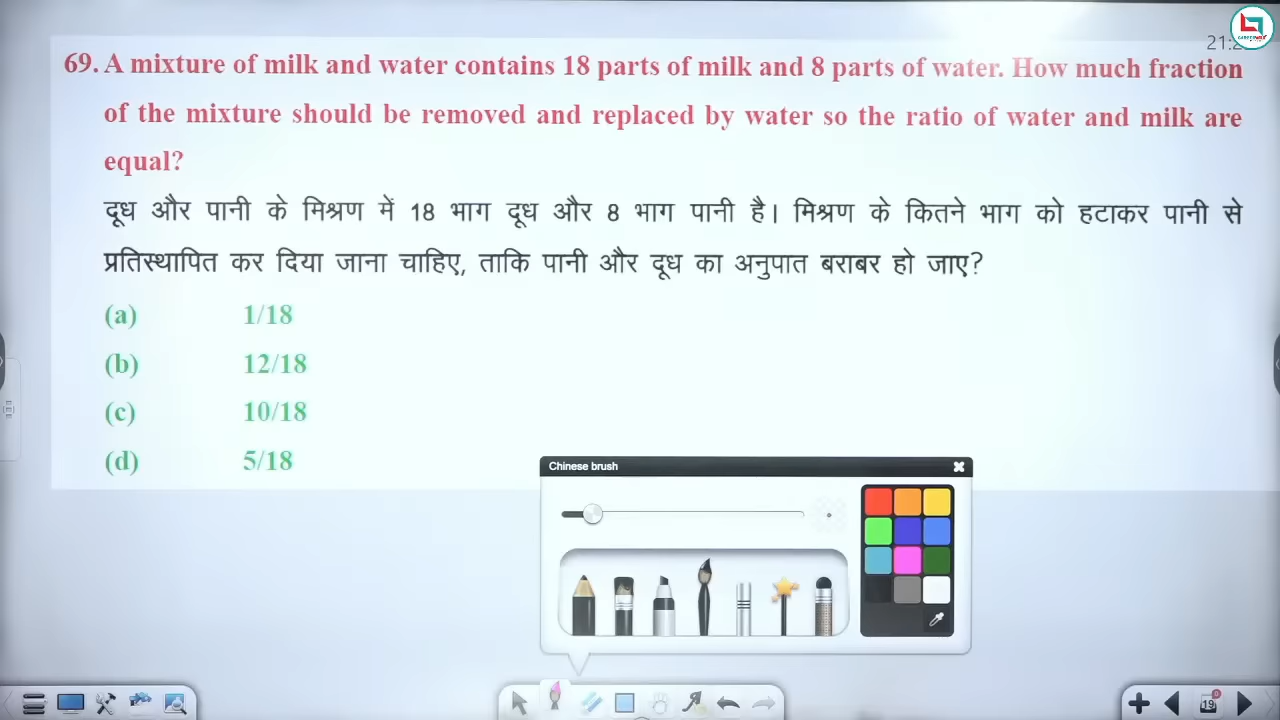 21:2
69. A mixture of milk and water contains 18 parts of milk and 8 parts of water. How much fraction
of the mixture should be removed and replaced by water so the ratio of water and milk are
equal?
दूध और पानी के मिश्रण में 18 भाग दूध और 8 भाग पानी है। मिश्रण के कितने भाग को हटाकर पानी से
प्रतिस्थापित कर दिया जाना चाहिए, ताकि पानी और दूध का अनुपात बराबर हो जाए?
(a) 1/18
(b) 12/18
(c) 10/18
(d) 5/18
Chinese brush
19